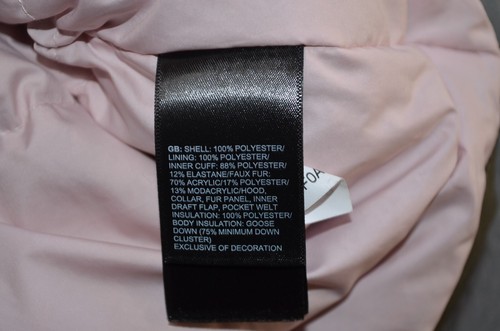 GB: SHELL: 100% POLYESTER/
LINING: 100% POLYESTER/
INNER CUFF: 88% POLYESTER/
12% ELASTANE/FAUX FUR:
70% ACRYLIC/17% POLYESTER/
13% MODACRYLIC/HOOD,
COLLAR, FUR PANEL, INNER
DRAFT FLAP, POCKET WELT
INSULATION: 100% POLYESTER/
BODY INSULATION: GOOSE
DOWN (75% MINIMUM DOWN
CLUSTER)
EXCLUSIVE OF DECORATION